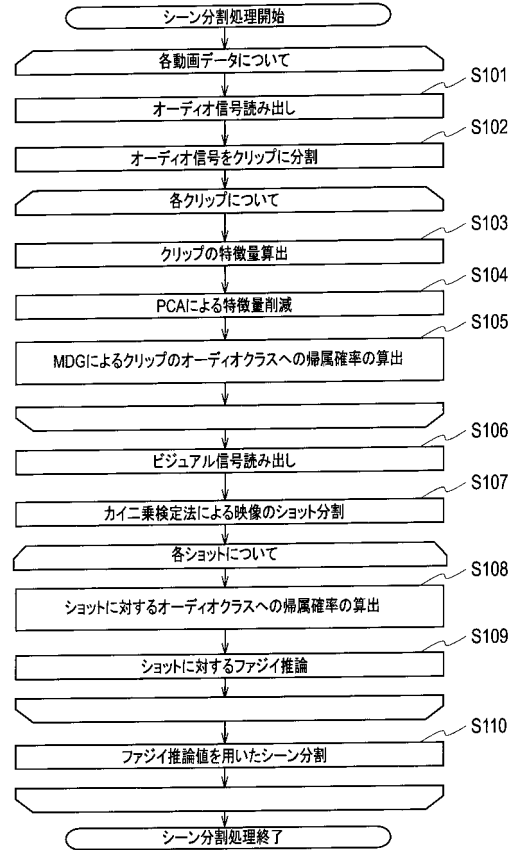 シーン分割処理開始
各動画データについて
S101
オーディオ信号読み出し
S102
オーディオ信号をクリップに分割
各クリップについて
S103
クリップの特徴量算出
S104
PCAによる特徴量削減
S105
MDGによるクリップのオーディオクラスへの帰属確率の算出
S106
ビジュアル信号読み出し
S107
カイ二乗検定法による映像のショット分割
各ショットについて
S108
ショットに対するオーディオクラスへの帰属確率の算出
S109
ショットに対するファジイ推論
S110
ファジイ推論値を用いたシーン分割
シーン分割処理終了